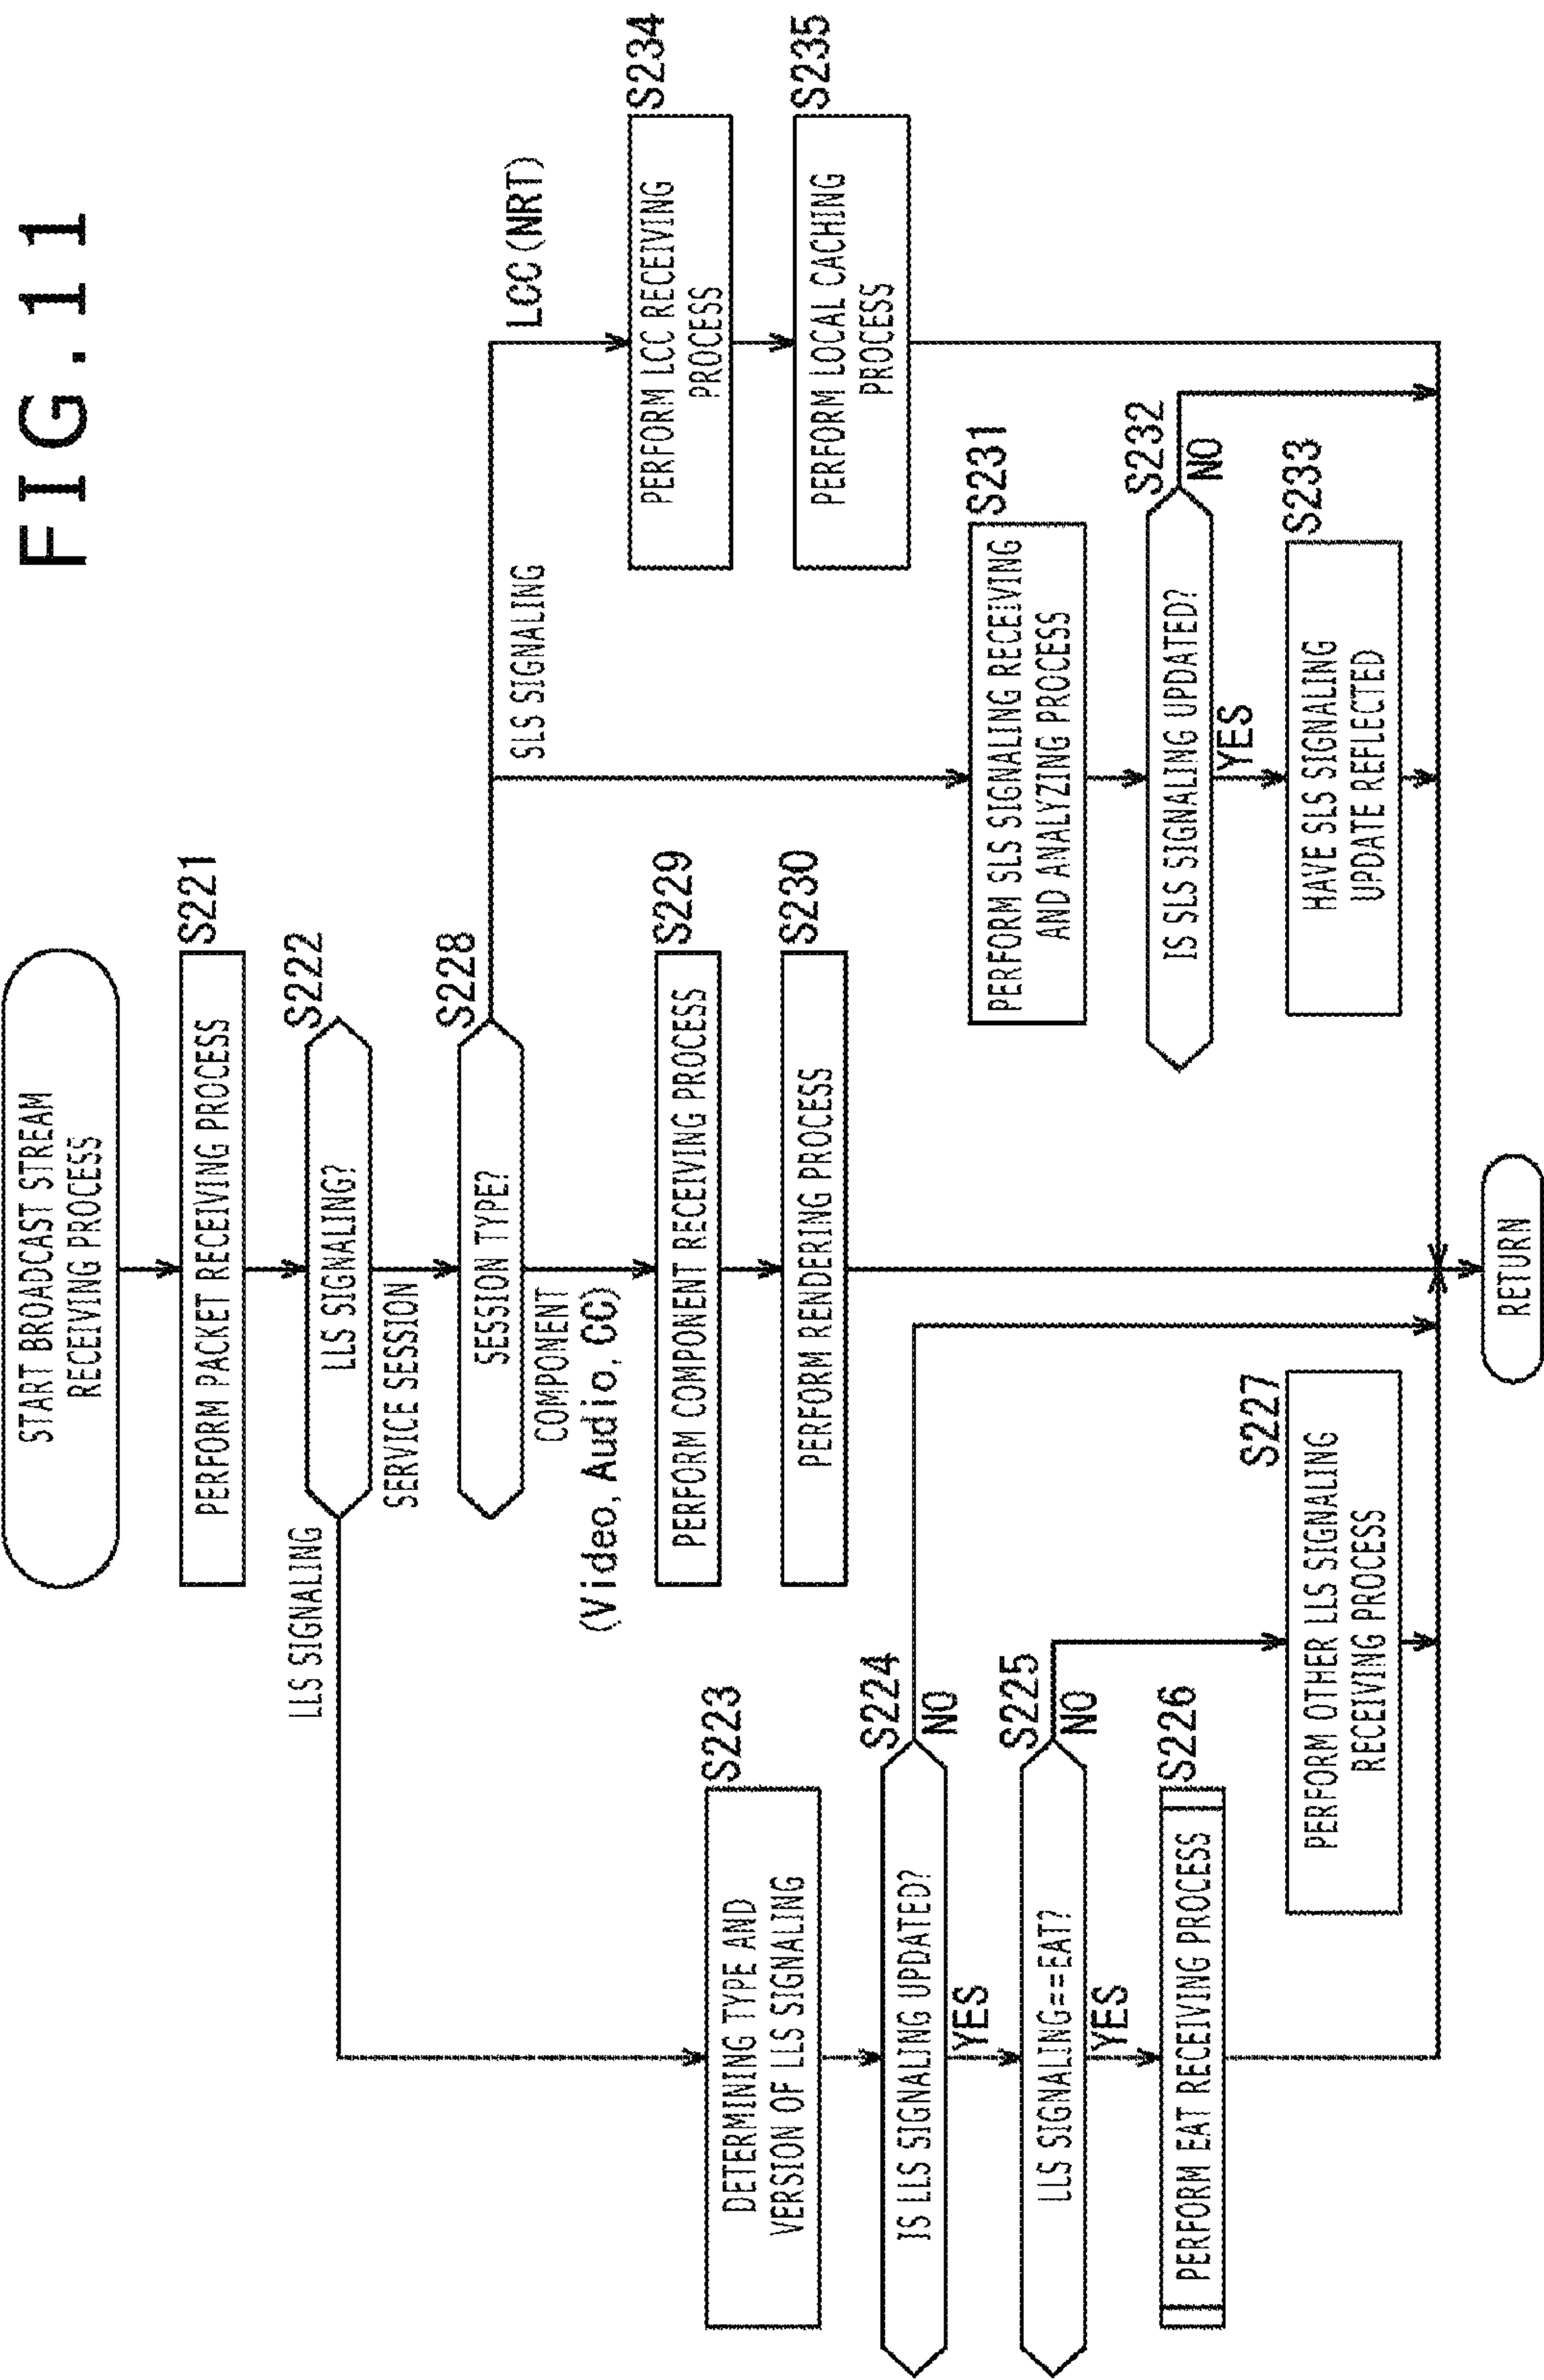 FIG. 11
START BROADCAST STREAM
RECEIVING PROCESS
S221
PERFORM PACKET RECEIVING PROCESS
S222
LLS SIGNALING?
LLS SIGNALING
SERVICE SESSION
S228
SESSION TYPE?
COMPONENT
(Video, Audio, CC)
SLS SIGNALING
LCC (NRT)
S229
PERFORM COMPONENT RECEIVING PROCESS
S230
PERFORM RENDERING PROCESS
S234
PERFORM LCC RECEIVING
PROCESS
S235
PERFORM LOCAL CACHING
PROCESS
S223
DETERMINING TYPE AND
VERSION OF LLS SIGNALING
S224
IS LLS SIGNALING UPDATED?
NO
YES
S225
LLS SIGNALING==EAT?
NO
YES
S226
PERFORM EAT RECEIVING PROCESS
S227
PERFORM OTHER LLS SIGNALING
RECEIVING PROCESS
S231
PERFORM SLS SIGNALING RECEIVING
AND ANALYZING PROCESS
S232
IS SLS SIGNALING UPDATED?
NO
YES
S233
HAVE SLS SIGNALING
UPDATE REFLECTED
RETURN